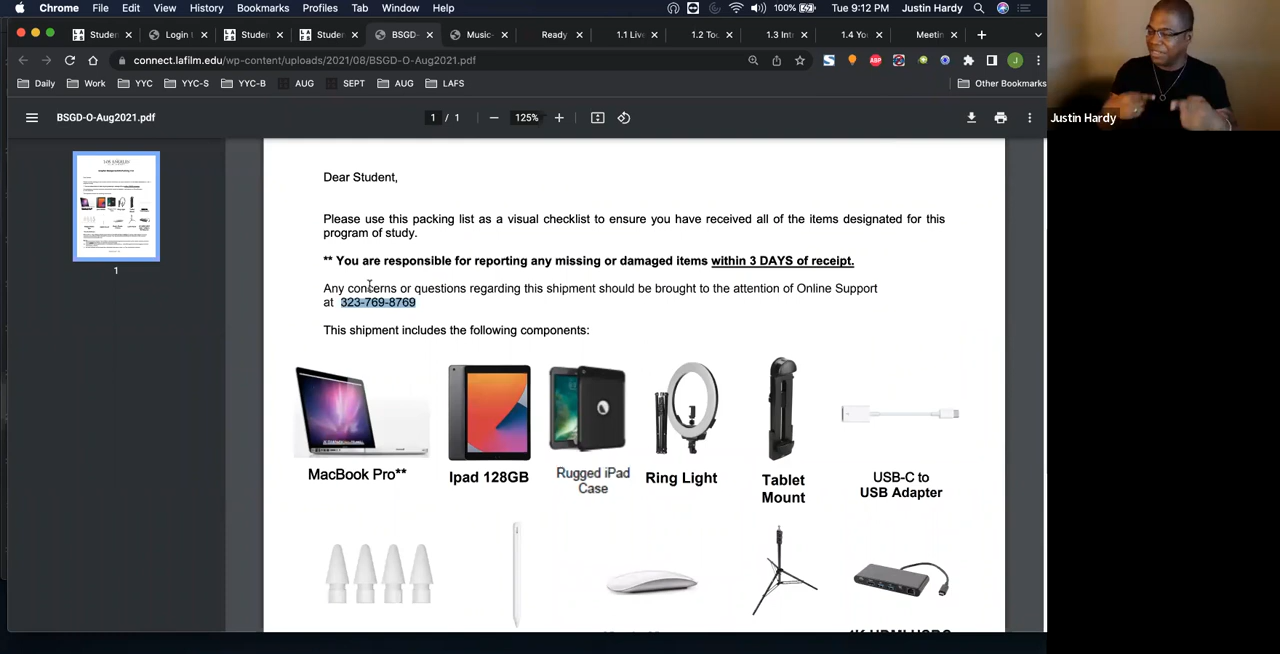 Chrome File Edit View History Bookmarks Profiles Tab Window Help 100% Tue 9:12 PM Justin Hardy
Studen Login Studen Studen BSGD- Music- Ready 1.1 Liv 1.2 Too 1.3 Intr 1.4 Yo Meetin
connect.lafilm.edu/wp-content/uploads/2021/08/BSGD-O-Aug2021.pdf
Daily Work YYC YYC-S YYC-B AUG SEPT AUG LAFS Other Bookmarks
BSGD-O-Aug2021.pdf 1 / 1 125%
Justin Hardy
1
Dear Student,
Please use this packing list as a visual checklist to ensure you have received all of the items designated for this
program of study.
** You are responsible for reporting any missing or damaged items within 3 DAYS of receipt.
Any concerns or questions regarding this shipment should be brought to the attention of Online Support
at 323-769-8769
This shipment includes the following components:
MacBook Pro**
Ipad 128GB
Rugged iPad
Case
Ring Light
Tablet
Mount
USB-C to
USB Adapter